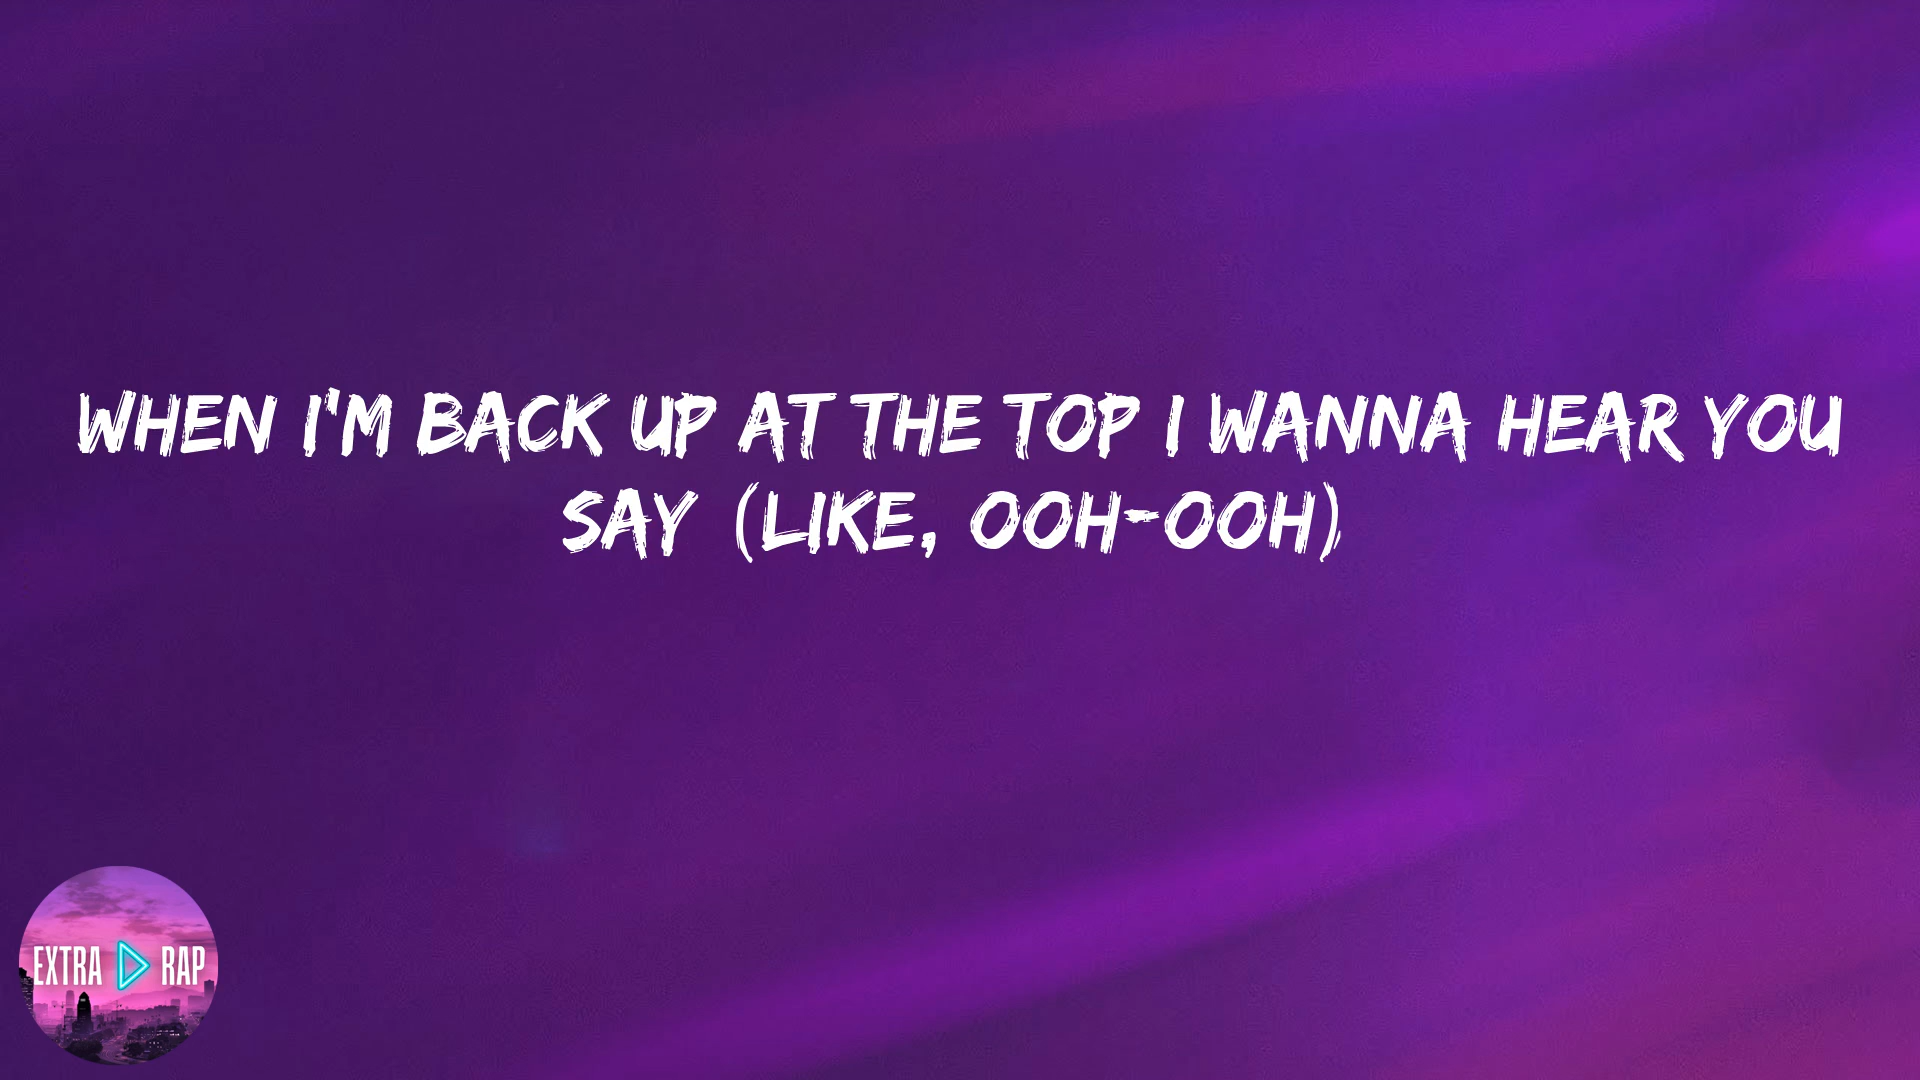 WHEN I'M BACK UP AT THE TOP I WANNA HEAR YOU
SAY (LIKE, OOH-OOH)
EXTRA RAP